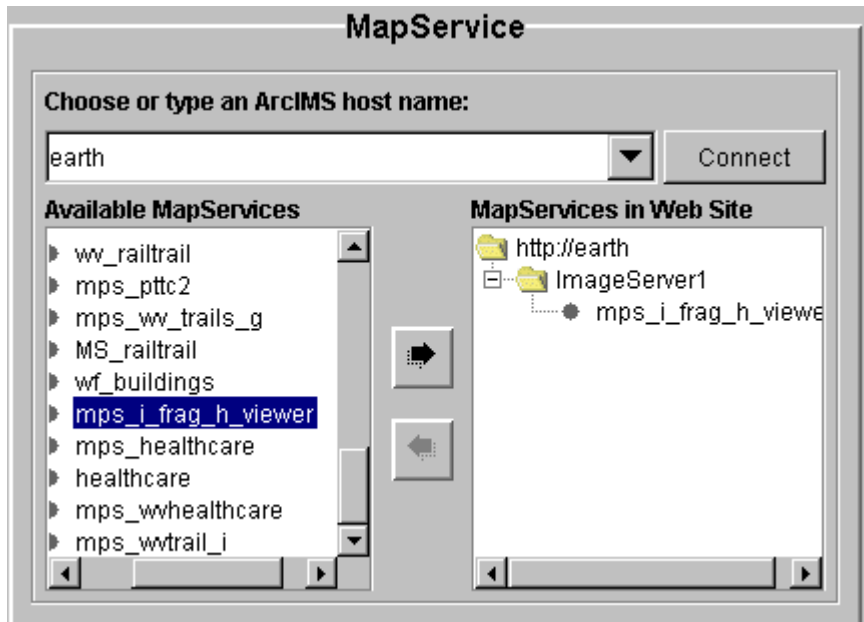 MapService
Choose or type an ArcIMS host name:
earth
Connect
Available MapServices
wv_railtrail
mps_pttc2
mps_wv_trails_g
MS_railtrail
wf_buildings
mps_i_frag_h_viewer
mps_healthcare
healthcare
mps_wvhealthcare
mps_wvtrail_i
MapServices in Web Site
http://earth
ImageServer1
mps_i_frag_h_viewe